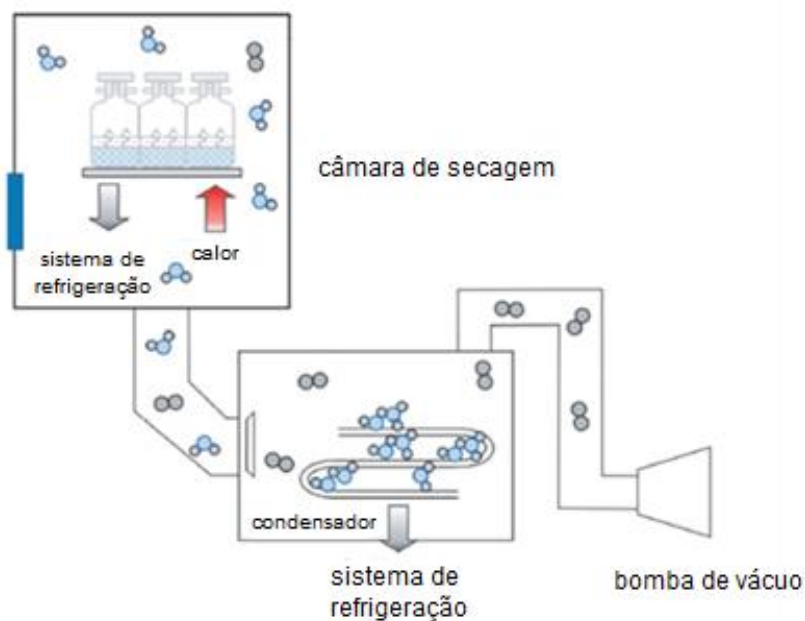 câmara de secagem
sistema de
refrigeração
calor
condensador
sistema de
refrigeração
bomba de vácuo